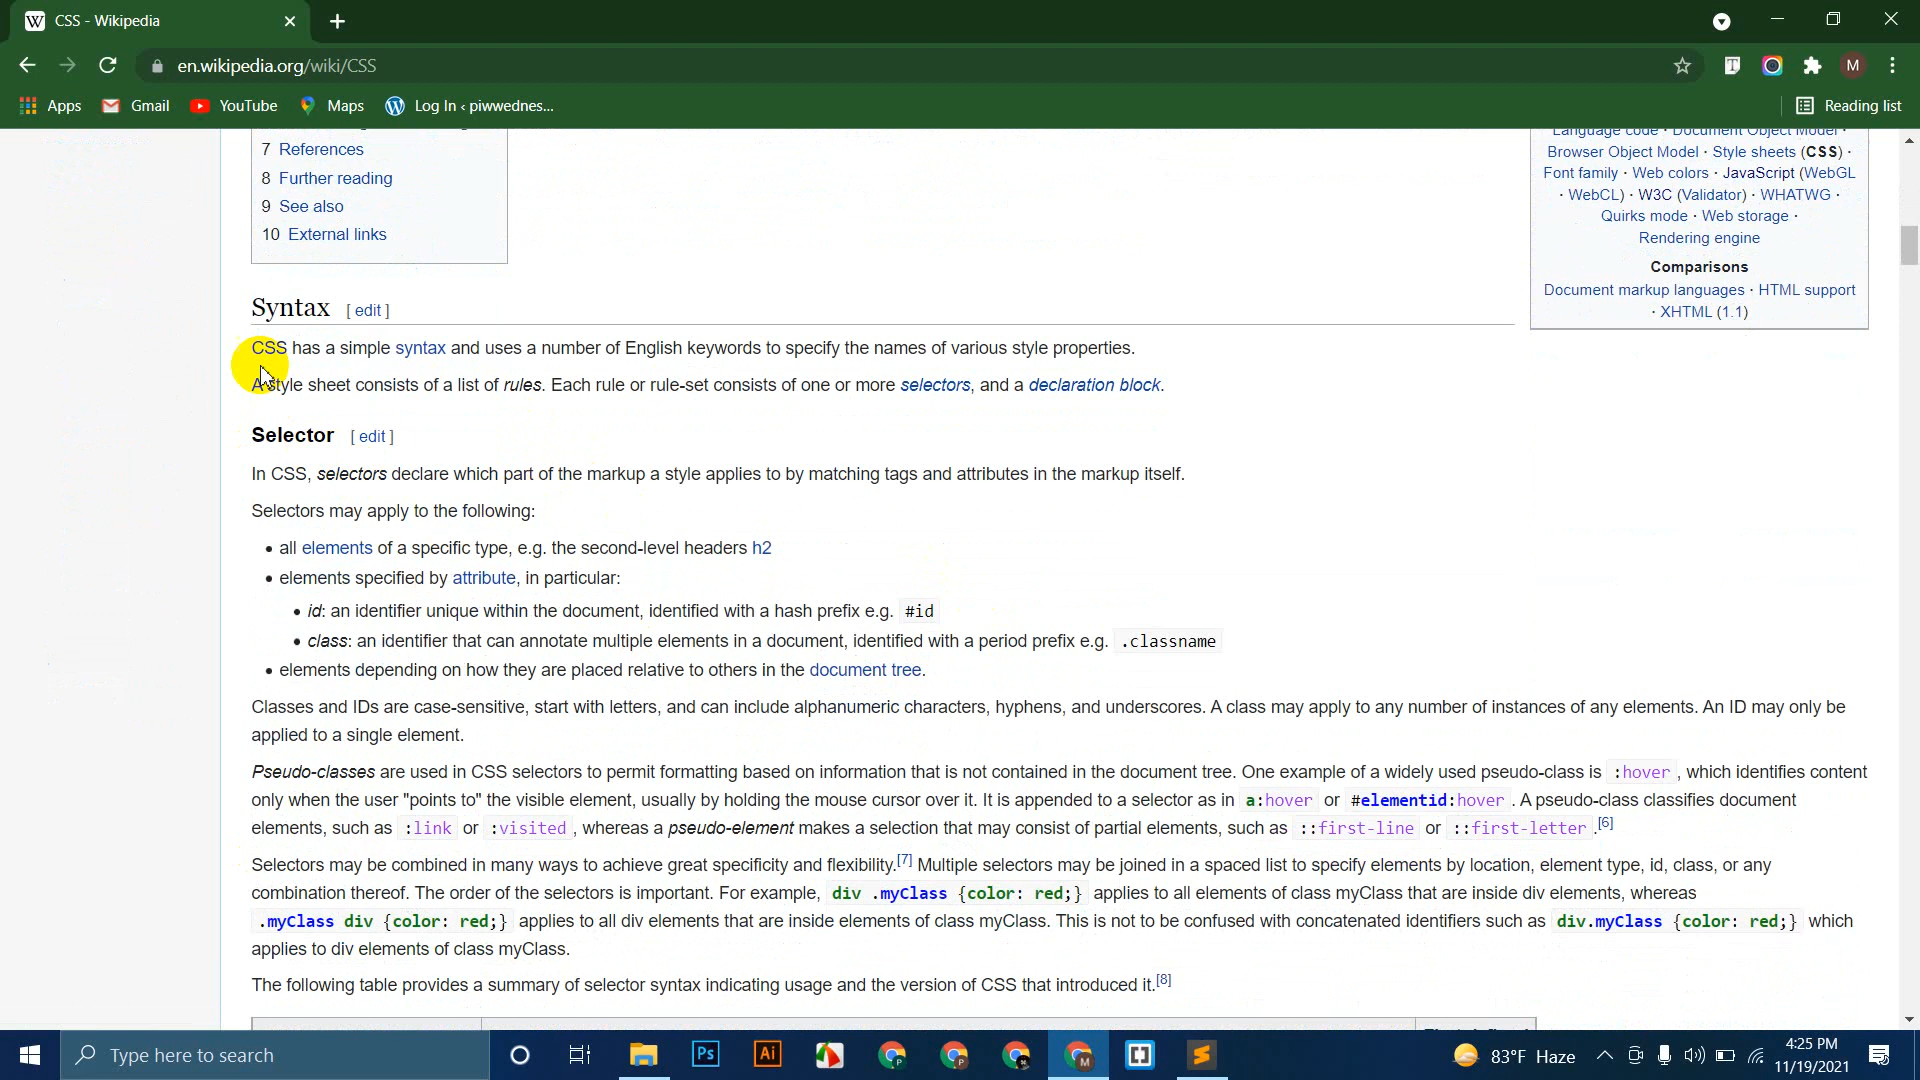 CSS - Wikipedia
en.wikipedia.org/wiki/CSS
M
Apps Gmail YouTube Maps Log In ‹ piwwednes... Reading list
7 References
8 Further reading
9 See also
10 External links
Language code · Document Object Model ·
Browser Object Model · Style sheets (CSS) ·
Font family · Web colors · JavaScript (WebGL
· WebCL) · W3C (Validator) · WHATWG ·
Quirks mode · Web storage ·
Rendering engine
Comparisons
Document markup languages · HTML support
· XHTML (1.1)
Syntax [ edit ]
CSS has a simple syntax and uses a number of English keywords to specify the names of various style properties.
A style sheet consists of a list of rules. Each rule or rule-set consists of one or more selectors, and a declaration block.
Selector [ edit ]
In CSS, selectors declare which part of the markup a style applies to by matching tags and attributes in the markup itself.
Selectors may apply to the following:
• all elements of a specific type, e.g. the second-level headers h2
• elements specified by attribute, in particular:
• id: an identifier unique within the document, identified with a hash prefix e.g. #id
• class: an identifier that can annotate multiple elements in a document, identified with a period prefix e.g. .classname
• elements depending on how they are placed relative to others in the document tree.
Classes and IDs are case-sensitive, start with letters, and can include alphanumeric characters, hyphens, and underscores. A class may apply to any number of instances of any elements. An ID may only be
applied to a single element.
Pseudo-classes are used in CSS selectors to permit formatting based on information that is not contained in the document tree. One example of a widely used pseudo-class is :hover, which identifies content
only when the user "points to" the visible element, usually by holding the mouse cursor over it. It is appended to a selector as in a:hover or #elementid:hover. A pseudo-class classifies document
elements, such as :link or :visited, whereas a pseudo-element makes a selection that may consist of partial elements, such as ::first-line or ::first-letter.[6]
Selectors may be combined in many ways to achieve great specificity and flexibility.[7] Multiple selectors may be joined in a spaced list to specify elements by location, element type, id, class, or any
combination thereof. The order of the selectors is important. For example, div .myClass {color: red;} applies to all elements of class myClass that are inside div elements, whereas
.myClass div {color: red;} applies to all div elements that are inside elements of class myClass. This is not to be confused with concatenated identifiers such as div.myClass {color: red;} which
applies to div elements of class myClass.
The following table provides a summary of selector syntax indicating usage and the version of CSS that introduced it.[8]
Type here to search
Ps Ai
83°F Haze
4:25 PM
11/19/2021